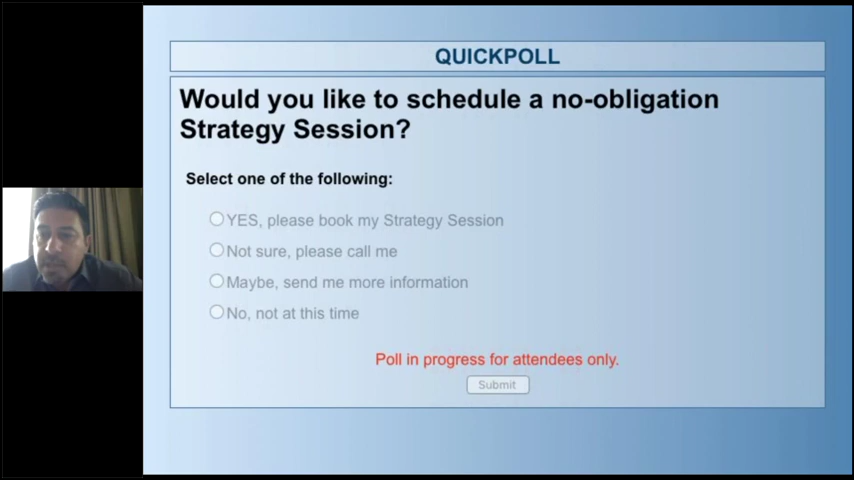 QUICKPOLL
Would you like to schedule a no-obligation
Strategy Session?
Select one of the following:
YES, please book my Strategy Session
Not sure, please call me
Maybe, send me more information
No, not at this time
Poll in progress for attendees only.
Submit